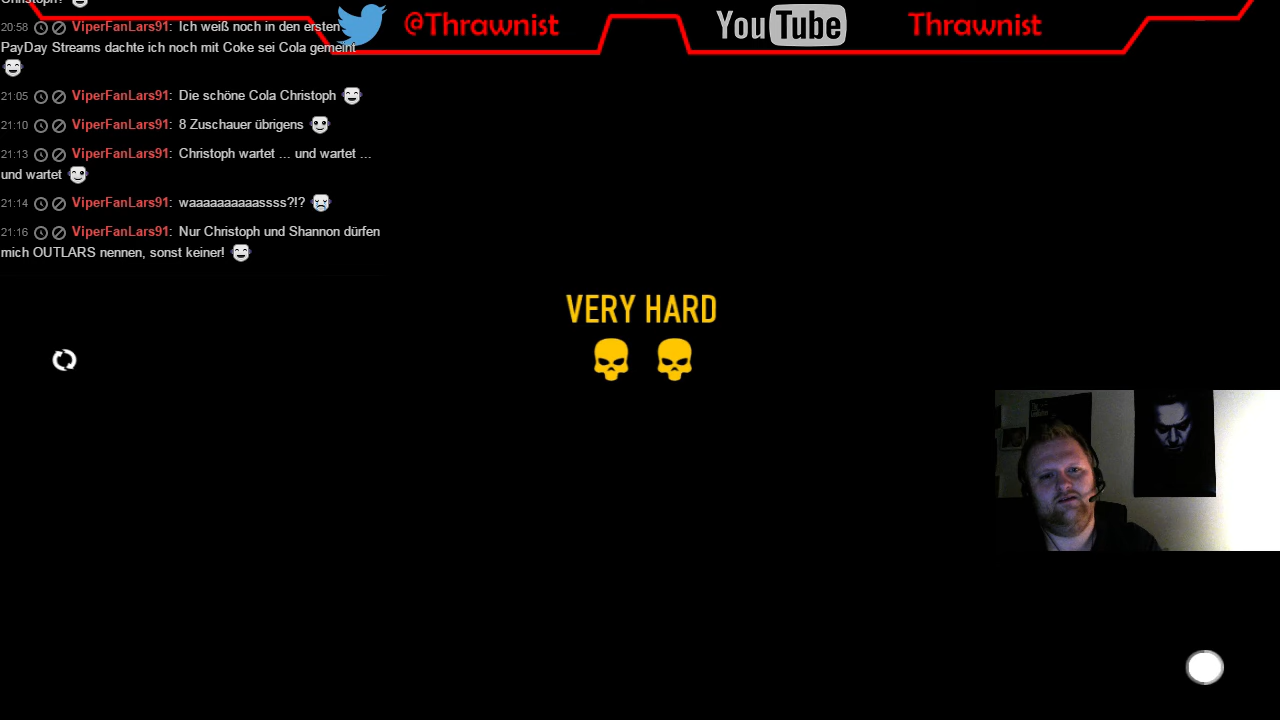 Christoph?
20:58 ViperFanLars91: Ich weiß noch in den ersten
PayDay Streams dachte ich noch mit Coke sei Cola gemeint
21:05 ViperFanLars91: Die schöne Cola Christoph
21:10 ViperFanLars91: 8 Zuschauer übrigens
21:13 ViperFanLars91: Christoph wartet ... und wartet ...
und wartet
21:14 ViperFanLars91: waaaaaaaaaassss?!?
21:16 ViperFanLars91: Nur Christoph und Shannon dürfen
mich OUTLARS nennen, sonst keiner!
@Thrawnist
YouTube
Thrawnist
VERY HARD